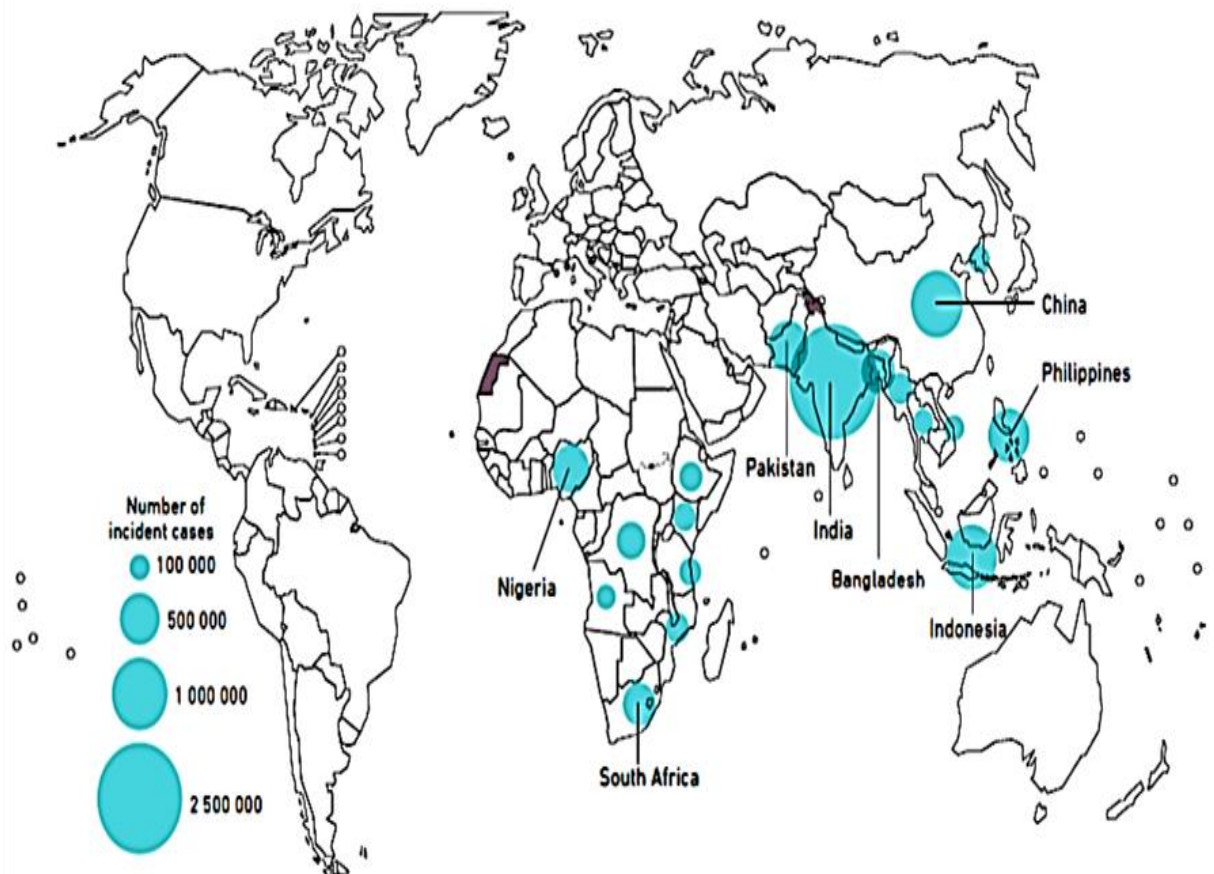 China
Philippines
Pakistan
India
Bangladesh
Indonesia
Nigeria
South Africa
Number of
incident cases
100 000
500 000
1 000 000
2 500 000